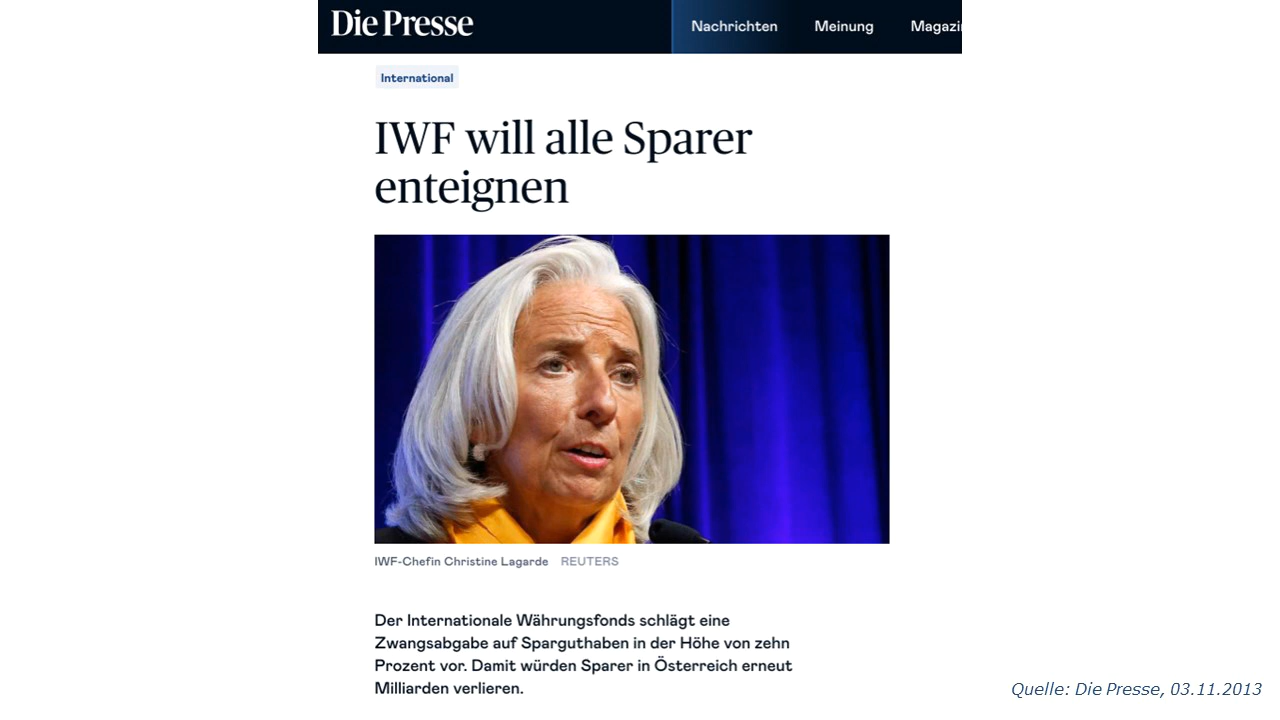 Die Presse
Nachrichten Meinung Magazi
International
IWF will alle Sparer
enteignen
IWF-Chefin Christine Lagarde REUTERS
Der Internationale Währungsfonds schlägt eine
Zwangsabgabe auf Sparguthaben in der Höhe von zehn
Prozent vor. Damit würden Sparer in Österreich erneut
Milliarden verlieren.
Quelle: Die Presse, 03.11.2013